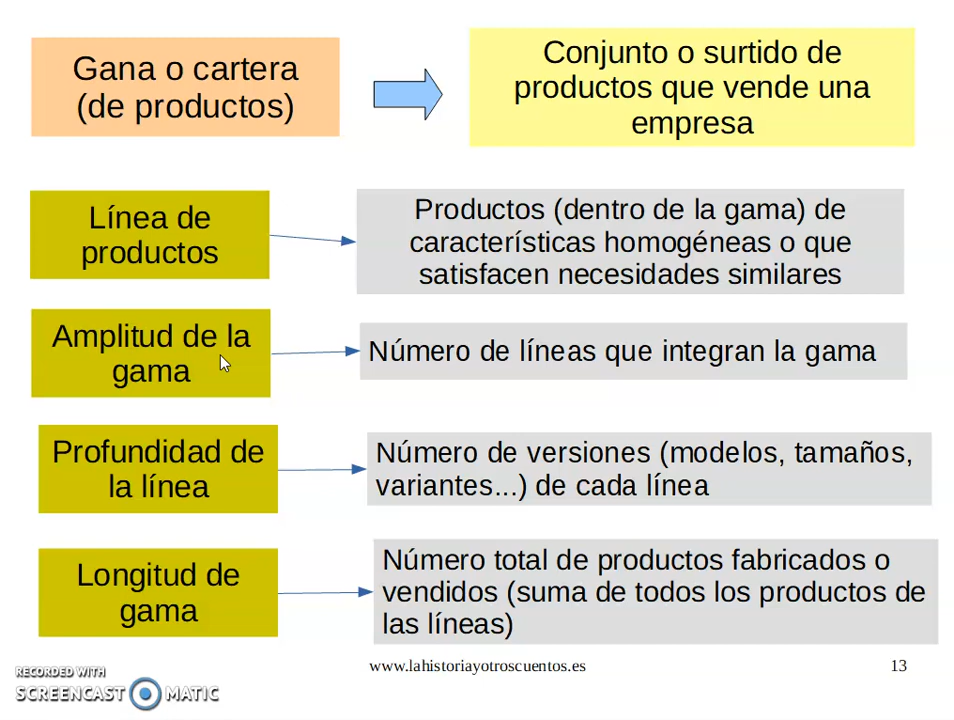 Gana o cartera
(de productos)
Conjunto o surtido de
productos que vende una
empresa
Línea de
productos
Productos (dentro de la gama) de
características homogéneas o que
satisfacen necesidades similares
Amplitud de la
gama
Número de líneas que integran la gama
Profundidad de
la línea
Número de versiones (modelos, tamaños,
variantes...) de cada línea
Longitud de
gama
Número total de productos fabricados o
vendidos (suma de todos los productos de
las líneas)
www.lahistoriayotroscuentos.es
13
RECORDED WITH
SCREENCAST MATIC